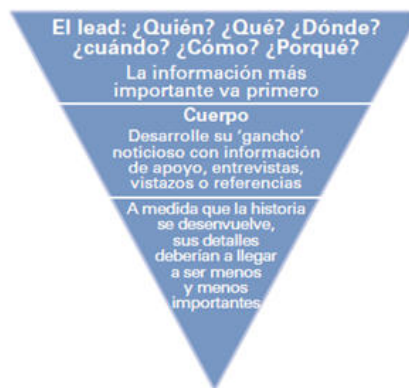 El lead: ¿Quién? ¿Qué? ¿Dónde?
¿cuándo? ¿Cómo? ¿Porqué?
La información más
importante va primero
Cuerpo
Desarrolle su ‘gancho’
noticioso con información
de apoyo, entrevistas,
vistazos o referencias
A medida que la historia
se desenvuelve,
sus detalles
deberían a llegar
a ser menos
y menos
importantes